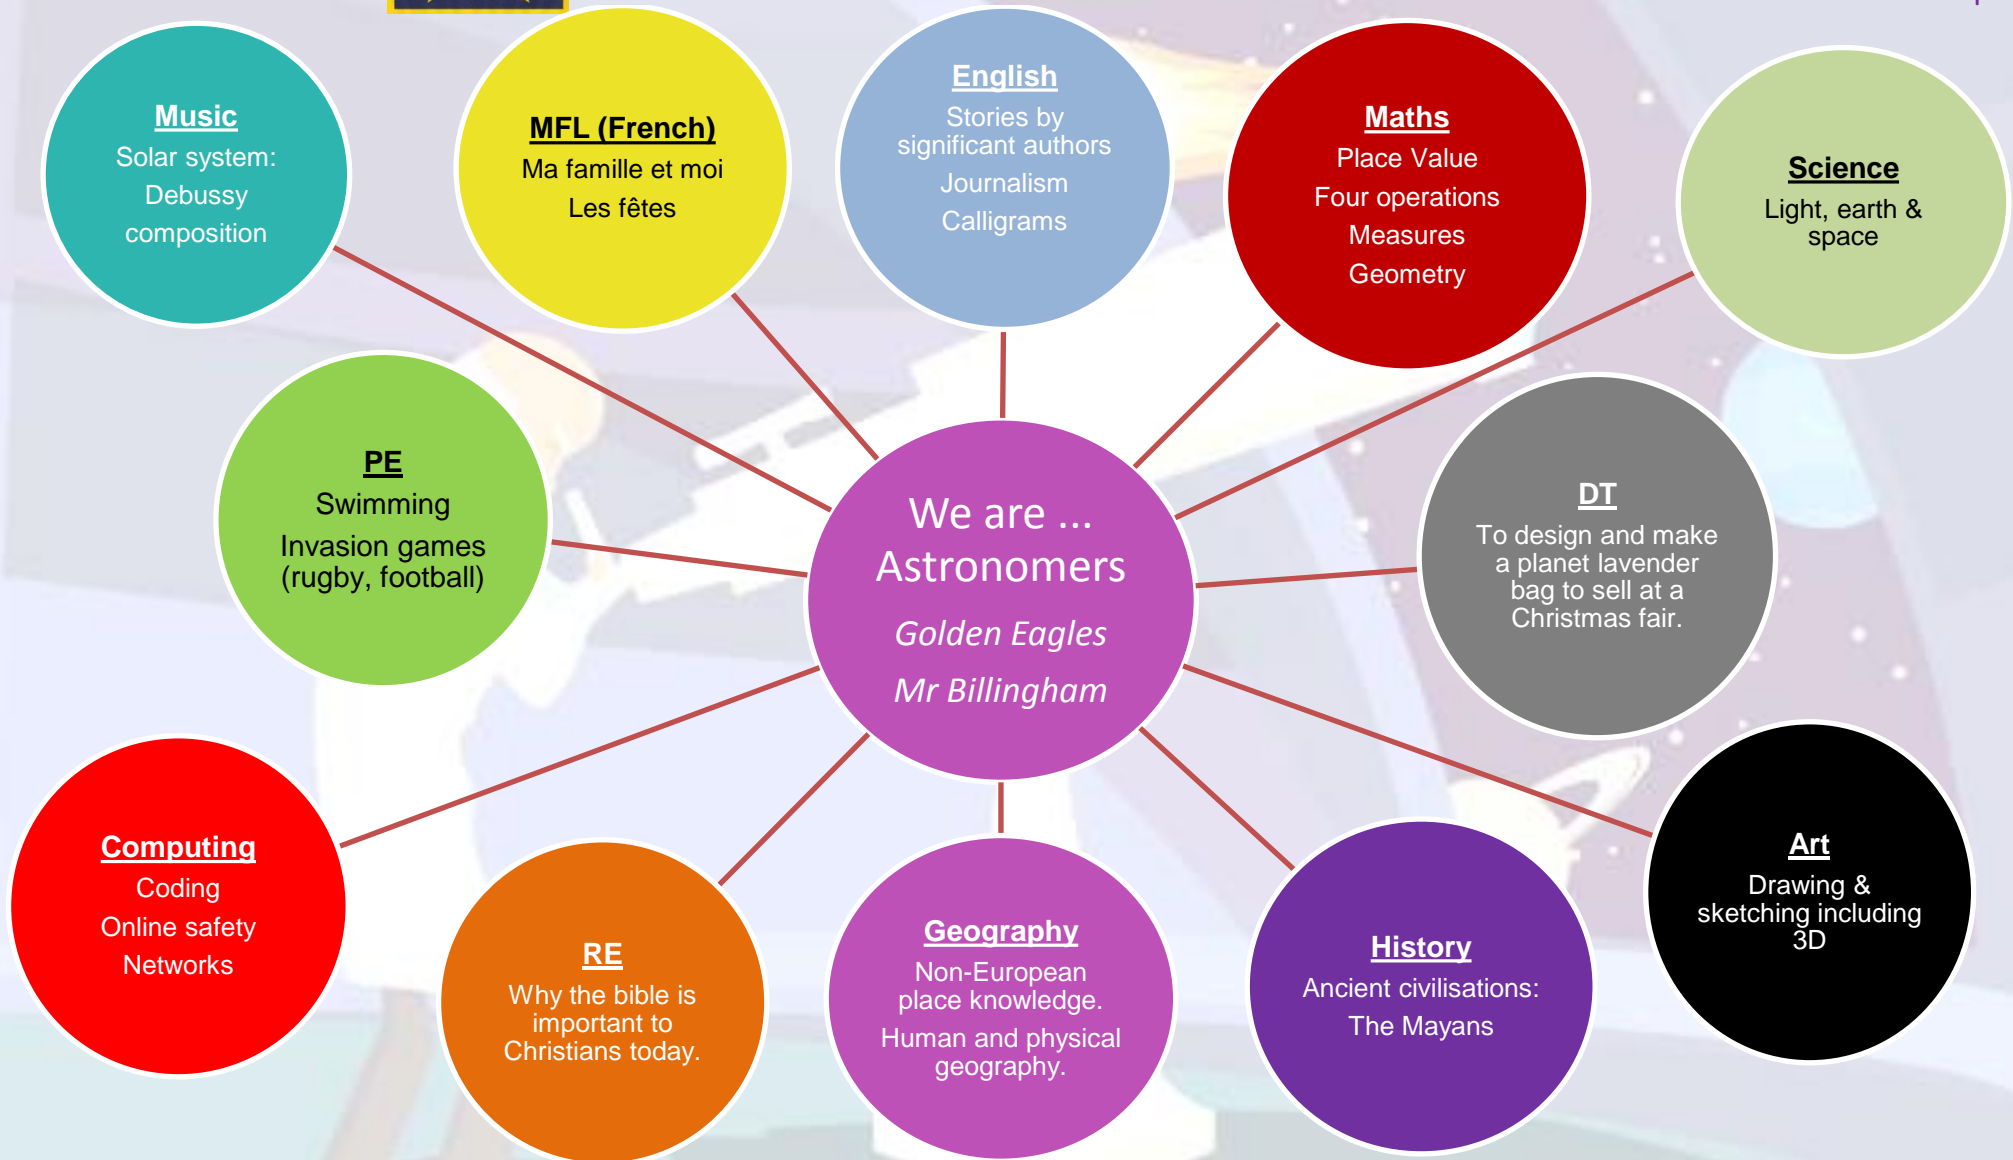 Music
Solar system:
Debussy
composition
MFL (French)
Ma famille et moi
Les fêtes
English
Stories by
significant authors
Journalism
Calligrams
Maths
Place Value
Four operations
Measures
Geometry
Science
Light, earth &
space
PE
Swimming
Invasion games
(rugby, football)
We are ...
Astronomers
Golden Eagles
Mr Billingham
DT
To design and make
a planet lavender
bag to sell at a
Christmas fair.
Computing
Coding
Online safety
Networks
RE
Why the bible is
important to
Christians today.
Geography
Non-European
place knowledge.
Human and physical
geography.
History
Ancient civilisations:
The Mayans
Art
Drawing &
sketching including
3D